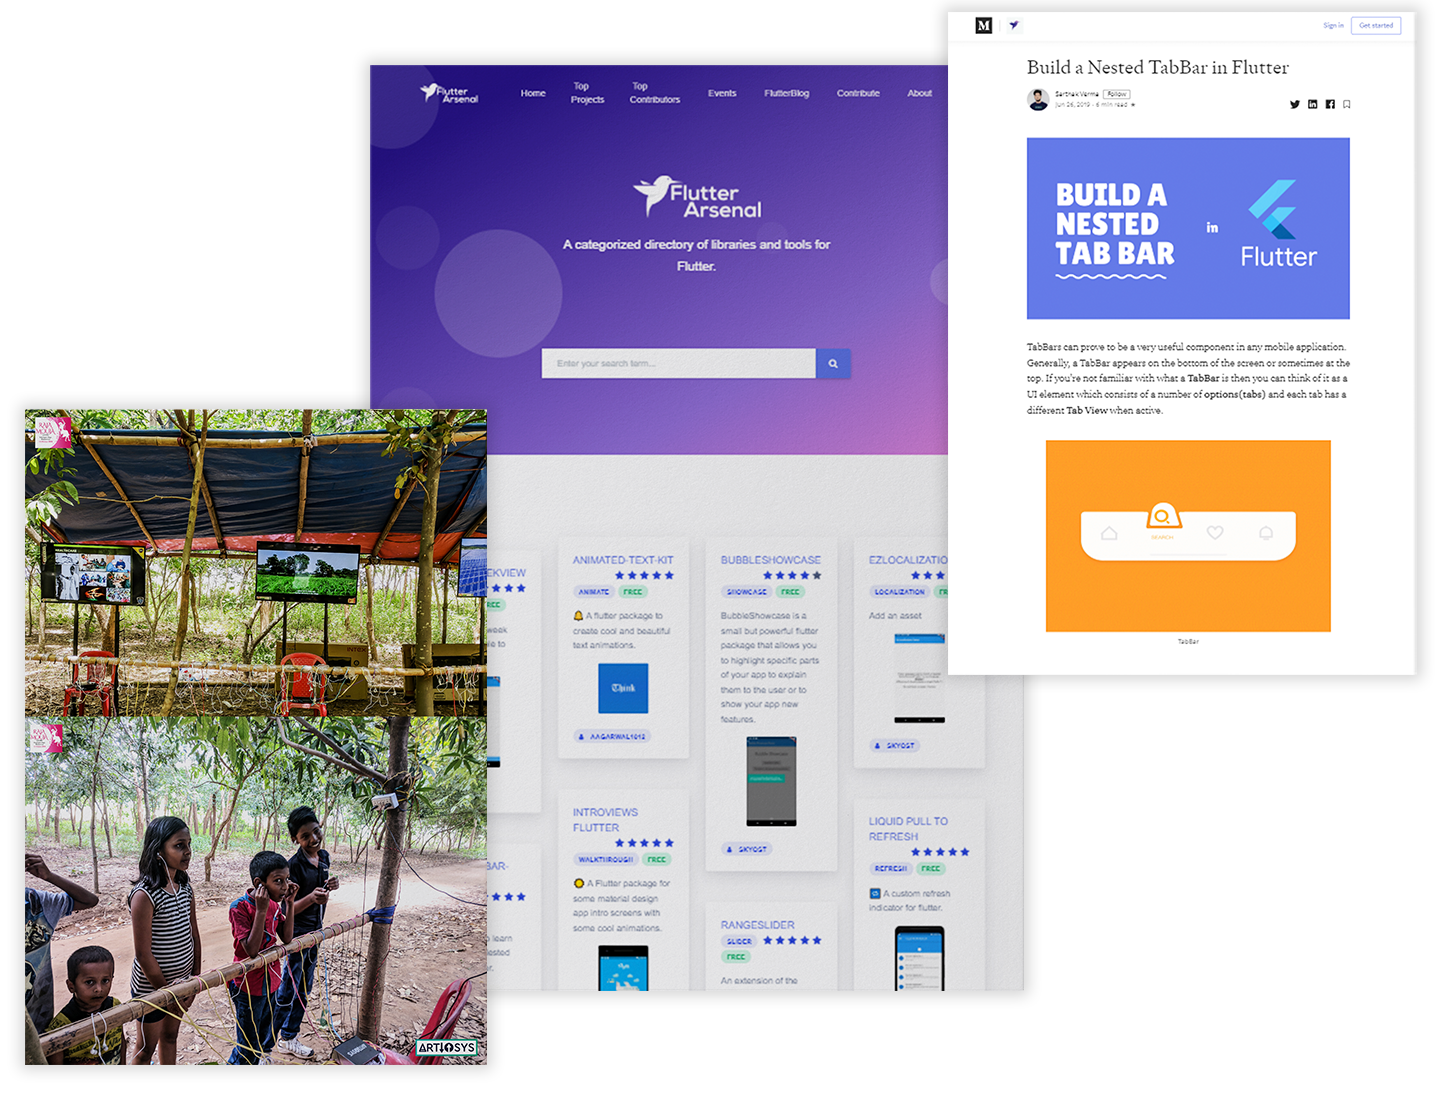 Flutter
Arsenal
Home
Top
Projects
Top
Contributors
Events
FlutterBlog
Contribute
About
Flutter
Arsenal
A categorized directory of libraries and tools for
Flutter.
Enter your search term...
EKVIEW
REE
week
le to
BAR-
learn
ested
ANIMATED-TEXT-KIT
ANIMATE
FREE
A flutter package to
create cool and beautiful
text animations.
Think
AAGARWAL1012
INTROVIEWS
FLUTTER
WALKTHROUGH
FREE
A Flutter package for
some material design
app intro screens with
some cool animations.
BUBBLESHOWCASE
SHOWCASE
FREE
BubbleShowcase is a
small but powerful flutter
package that allows you
to highlight specific parts
of your app to explain
them to the user or to
show your app new
features.
SKYOST
RANGESLIDER
SLIDER
FREE
An extension of the
EZLOCALIZATIO
LOCALIZATION
FR
Add an asset
SKYOST
LIQUID PULL TO
REFRESH
REFRESH
FREE
A custom refresh
indicator for flutter.
M
Sign in
Get started
Build a Nested TabBar in Flutter
Sarthak Verma
Follow
Jun 26, 2019 · 6 min read
BUILD A
NESTED
TAB BAR
in
Flutter
TabBars can prove to be a very useful component in any mobile application.
Generally, a TabBar appears on the bottom of the screen or sometimes at the
top. If you're not familiar with what a TabBar is then you can think of it as a
UI element which consists of a number of options(tabs) and each tab has a
different Tab View when active.
SEARCH
TabBar
HEALTHCARE
INTEX
ARTIOSYS